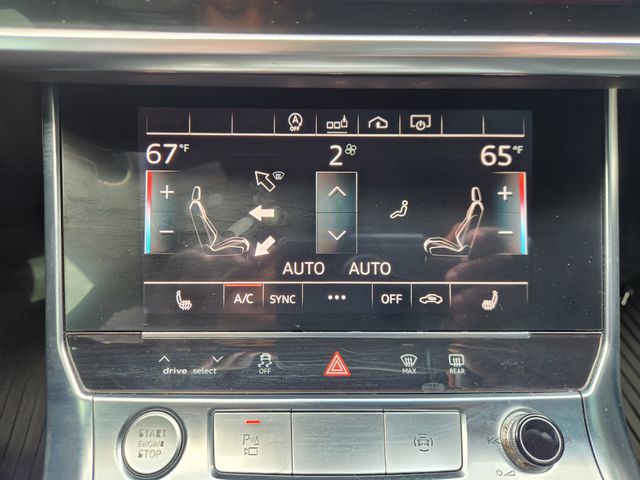 A
OFF
67°F
2
65°F
+
+
-
-
AUTO AUTO
A/C SYNC ••• OFF
drive select
OFF
MAX
REAR
START
ENGINE
STOP
P